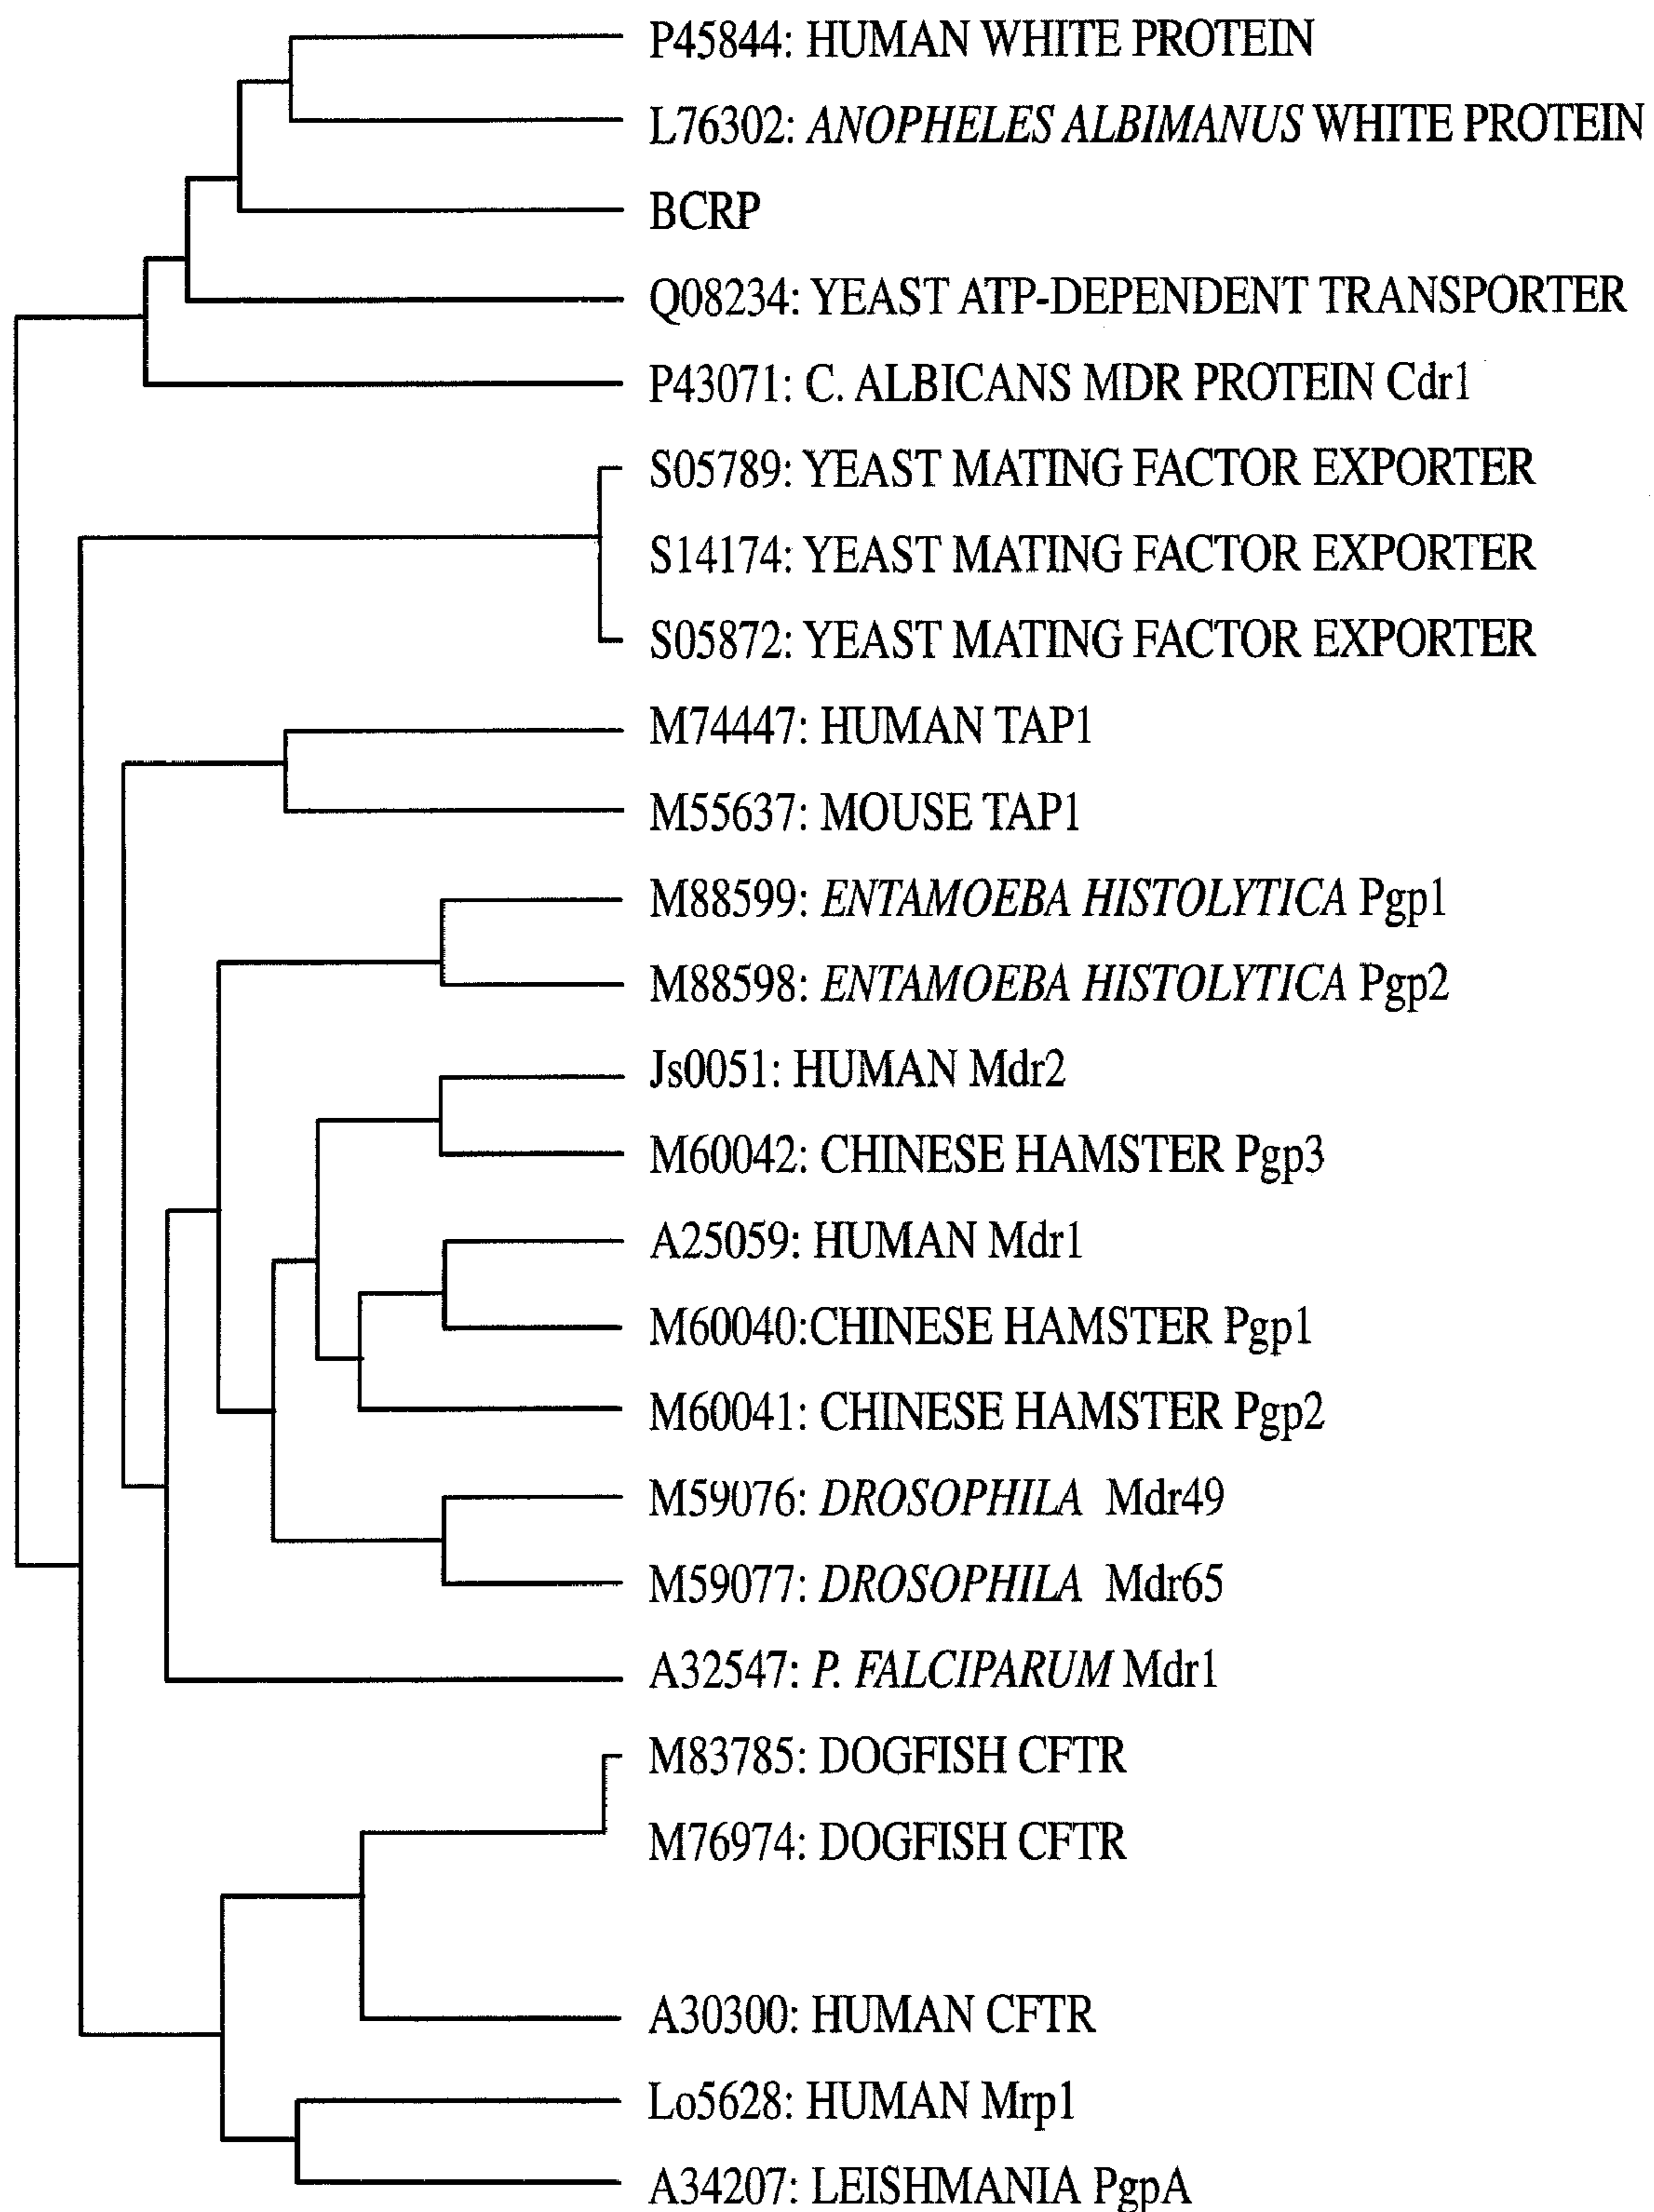 P45844: HUMAN WHITE PROTEIN
L76302: ANOPHELES ALBIMANUS WHITE PROTEIN
BCRP
Q08234: YEAST ATP-DEPENDENT TRANSPORTER
P43071: C. ALBICANS MDR PROTEIN Cdr1
S05789: YEAST MATING FACTOR EXPORTER
S14174: YEAST MATING FACTOR EXPORTER
S05872: YEAST MATING FACTOR EXPORTER
M74447: HUMAN TAP1
M55637: MOUSE TAP1
M88599: ENTAMOEBA HISTOLYTICA Pgp1
M88598: ENTAMOEBA HISTOLYTICA Pgp2
Js0051: HUMAN Mdr2
M60042: CHINESE HAMSTER Pgp3
A25059: HUMAN Mdr1
M60040:CHINESE HAMSTER Pgp1
M60041: CHINESE HAMSTER Pgp2
M59076: DROSOPHILA Mdr49
M59077: DROSOPHILA Mdr65
A32547: P. FALCIPARUM Mdr1
M83785: DOGFISH CFTR
M76974: DOGFISH CFTR
A30300: HUMAN CFTR
Lo5628: HUMAN Mrp1
A34207: LEISHMANIA PgpA